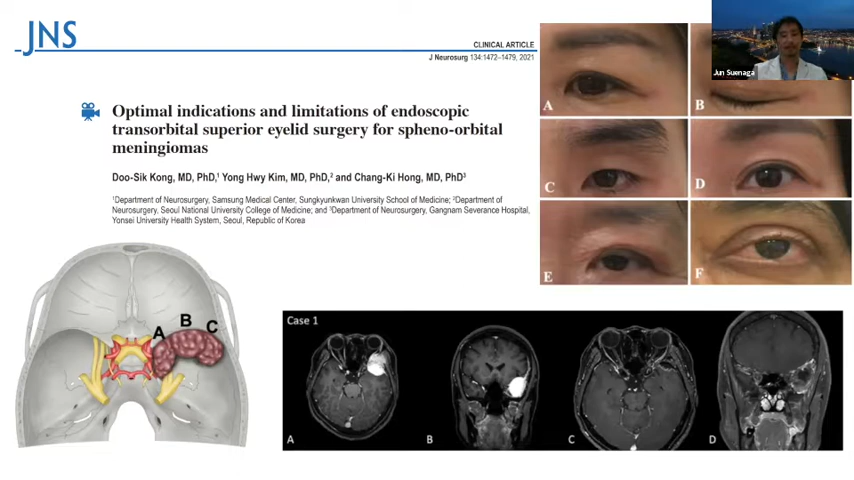 JNS
CLINICAL ARTICLE
J Neurosurg 134:1472–1479, 2021
Optimal indications and limitations of endoscopic
transorbital superior eyelid surgery for spheno-orbital
meningiomas
Doo-Sik Kong, MD, PhD,¹ Yong Hwy Kim, MD, PhD,² and Chang-Ki Hong, MD, PhD³
¹Department of Neurosurgery, Samsung Medical Center, Sungkyunkwan University School of Medicine; ²Department of
Neurosurgery, Seoul National University College of Medicine; and ³Department of Neurosurgery, Gangnam Severance Hospital,
Yonsei University Health System, Seoul, Republic of Korea
A
B
Jun Suenaga
C
D
E
F
A
B
C
Case 1
A
B
C
D